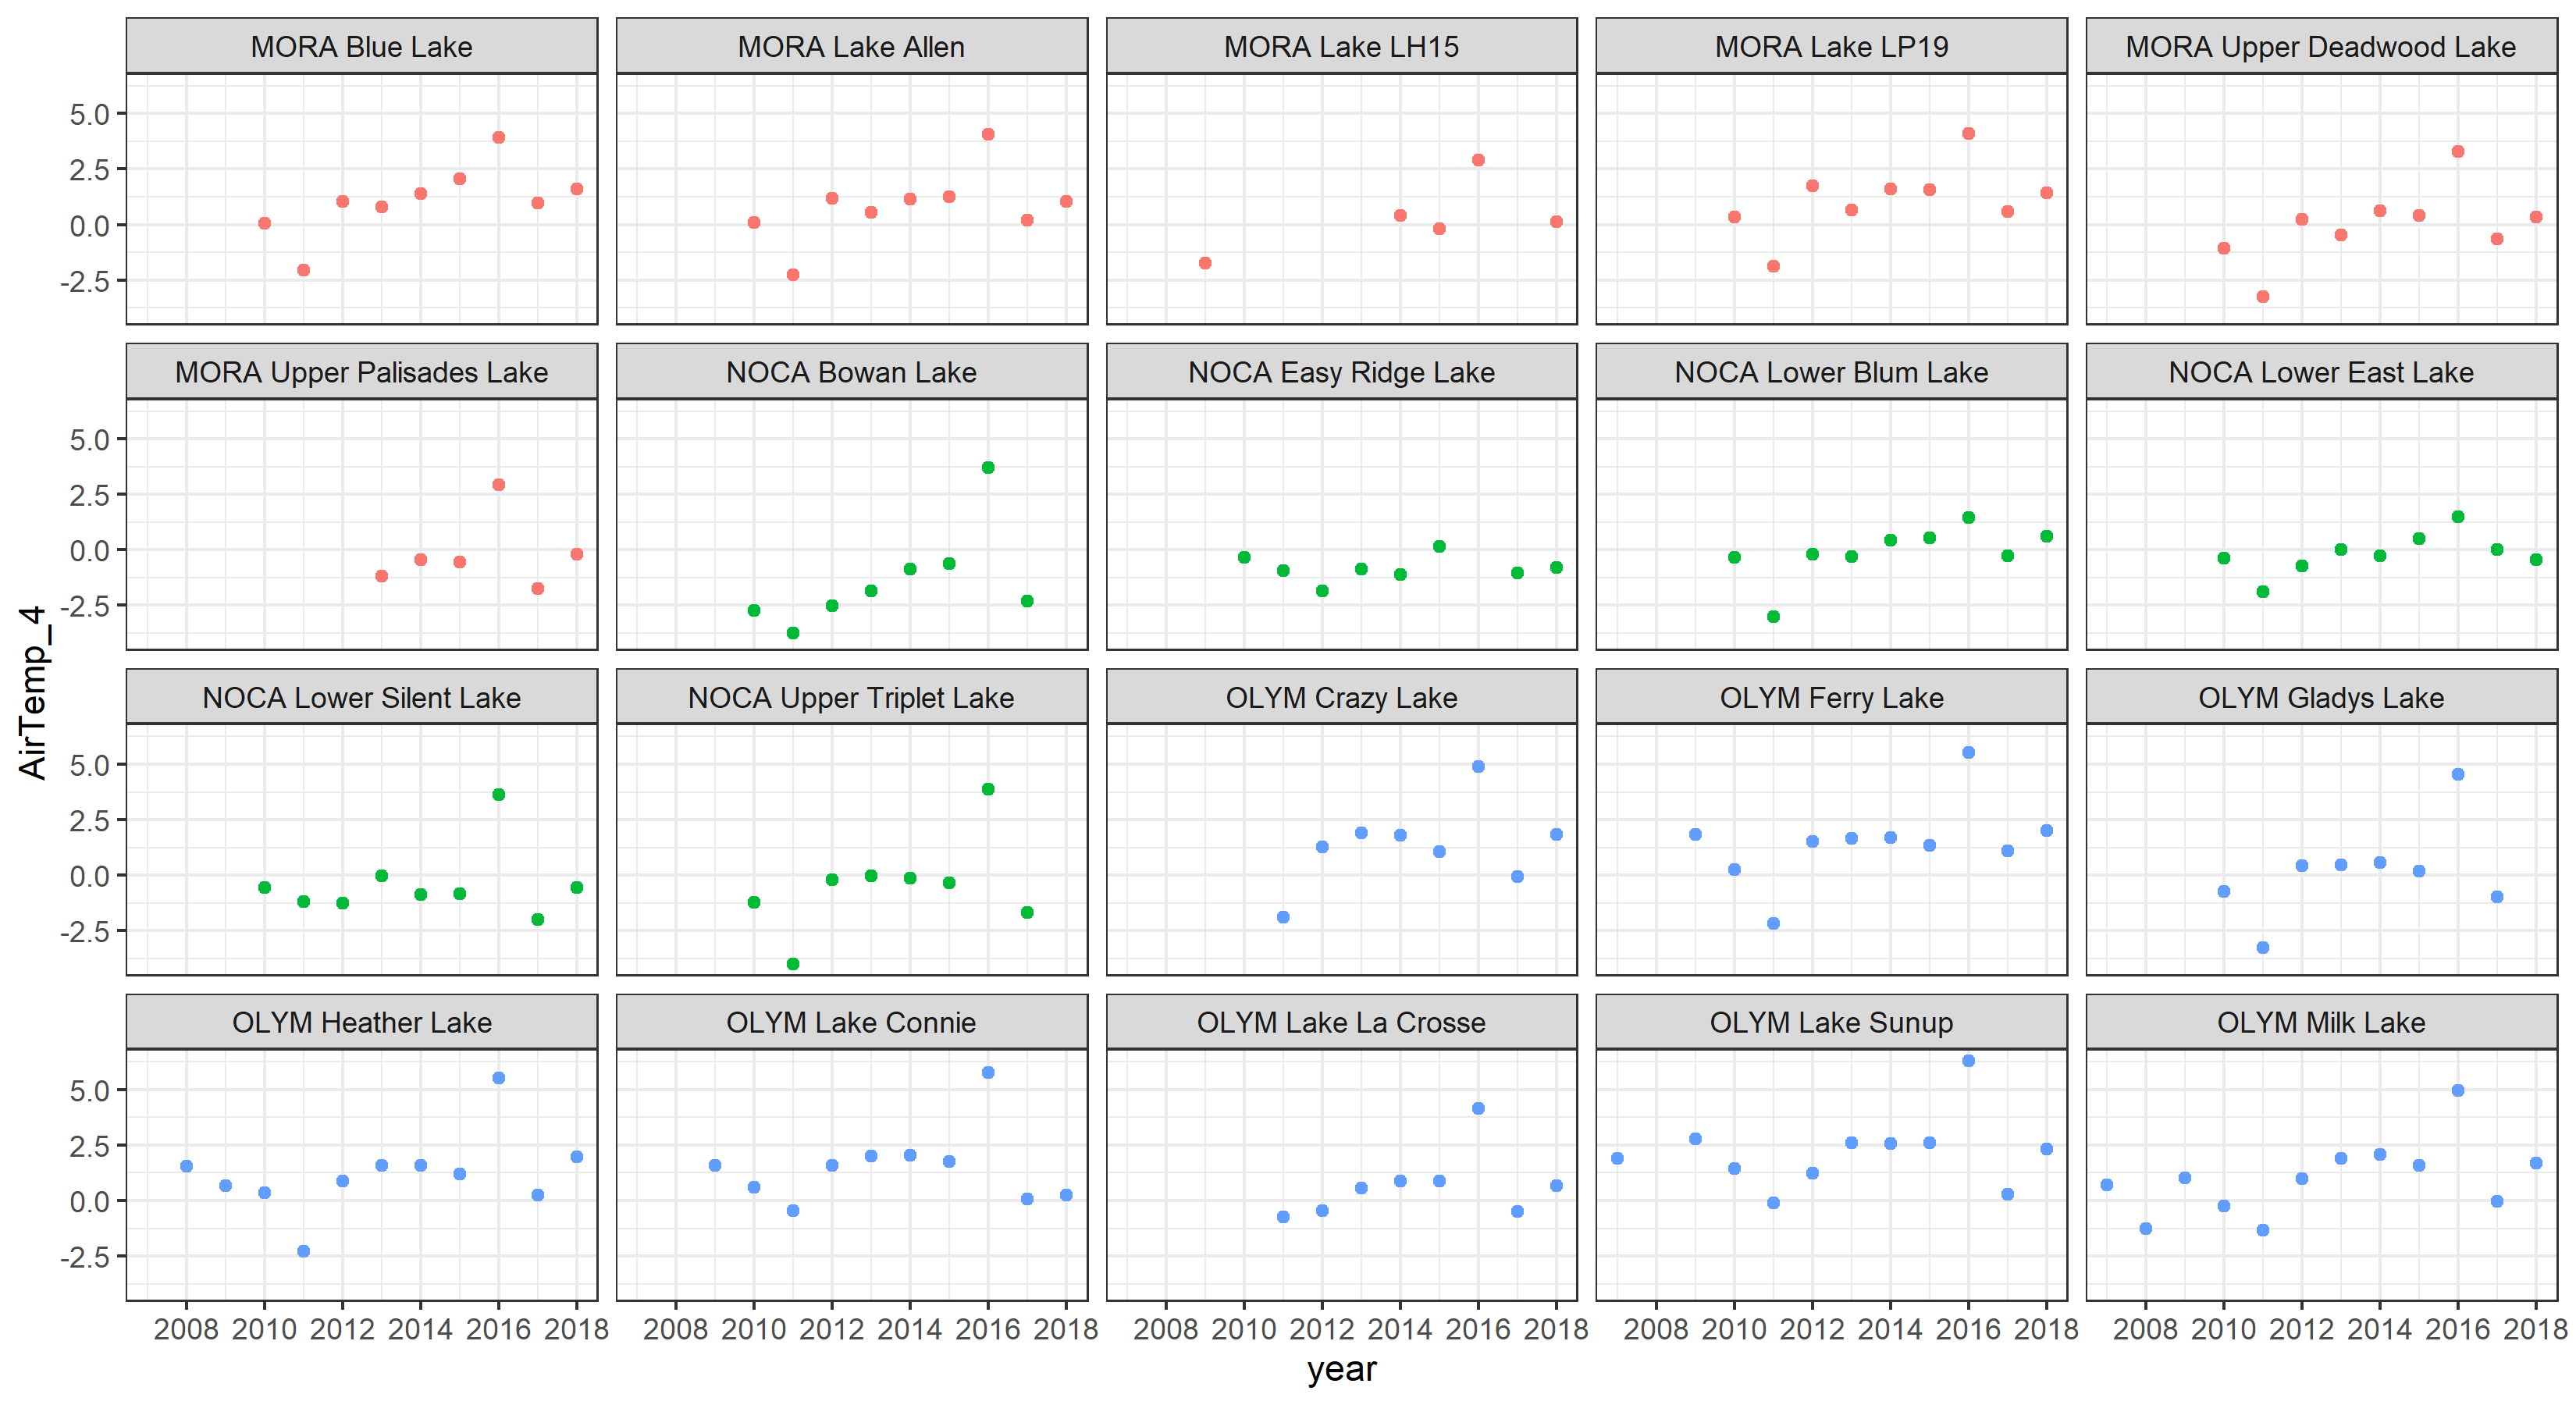 MORA Blue Lake MORA Lake Allen MORA Lake LH15 MORA Lake LP19 MORA Upper Deadwood Lake
5.0
2.5
0.0
-2.5
MORA Upper Palisades Lake NOCA Bowan Lake NOCA Easy Ridge Lake NOCA Lower Blum Lake NOCA Lower East Lake
5.0
2.5
0.0
-2.5
AirTemp_4
NOCA Lower Silent Lake NOCA Upper Triplet Lake OLYM Crazy Lake OLYM Ferry Lake OLYM Gladys Lake
5.0
2.5
0.0
-2.5
OLYM Heather Lake OLYM Lake Connie OLYM Lake La Crosse OLYM Lake Sunup OLYM Milk Lake
5.0
2.5
0.0
-2.5
2008 2010 2012 2014 2016 2018 2008 2010 2012 2014 2016 2018 2008 2010 2012 2014 2016 2018 2008 2010 2012 2014 2016 2018 2008 2010 2012 2014 2016 2018
year